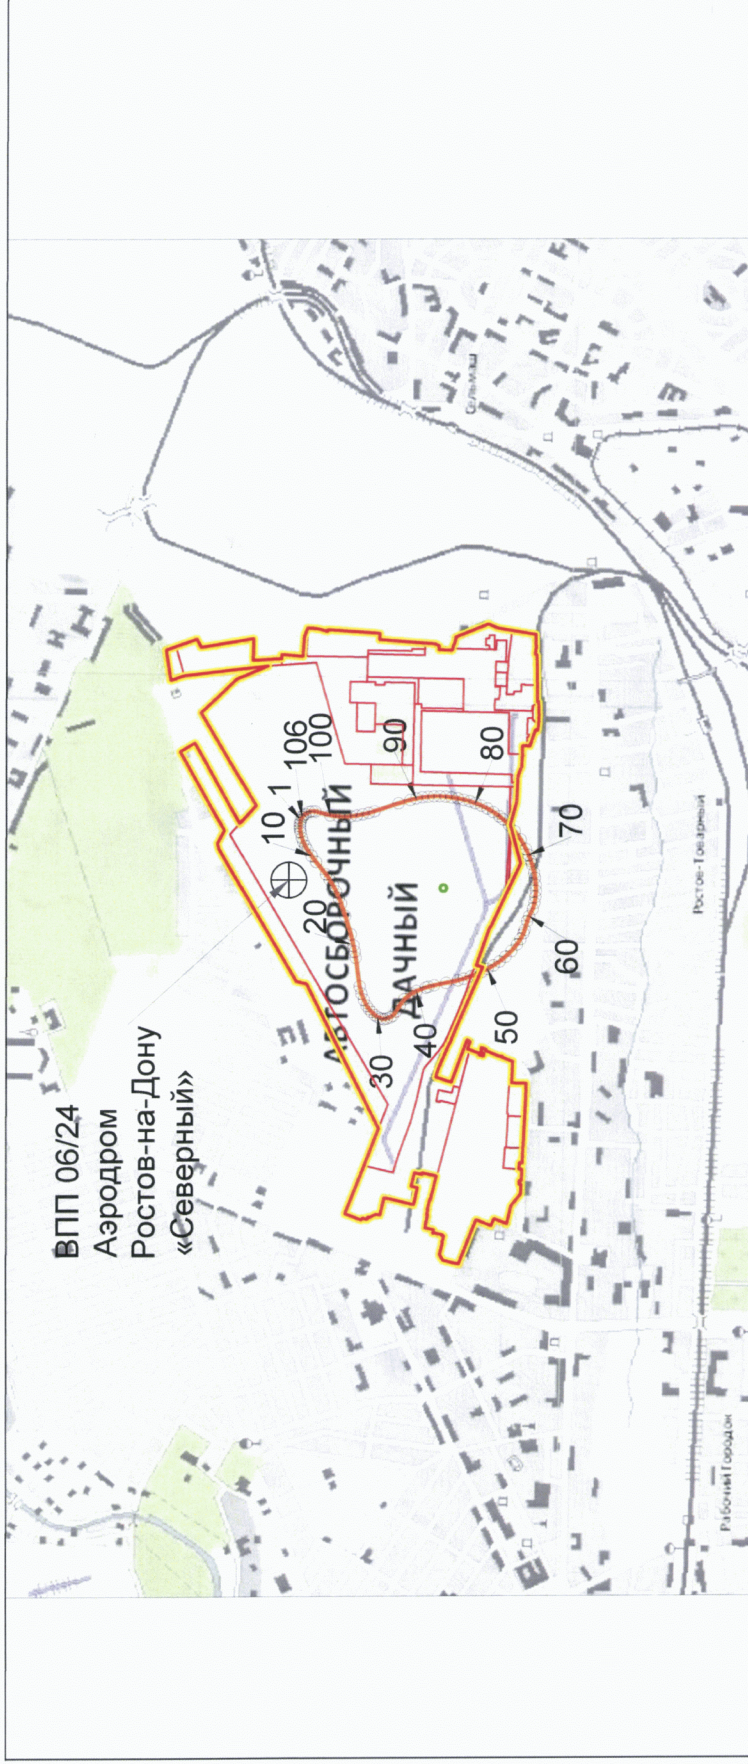 ВПП 06/24
Аэродром
Ростов-на-Дону
«Северный»
10
1
106
100
20
АВТОСБОРОЧНЫЙ
90
30
40
ДАЧНЫЙ
80
50
60
70
Сельмаш
Ростов-Товарный
Рабочий Городок